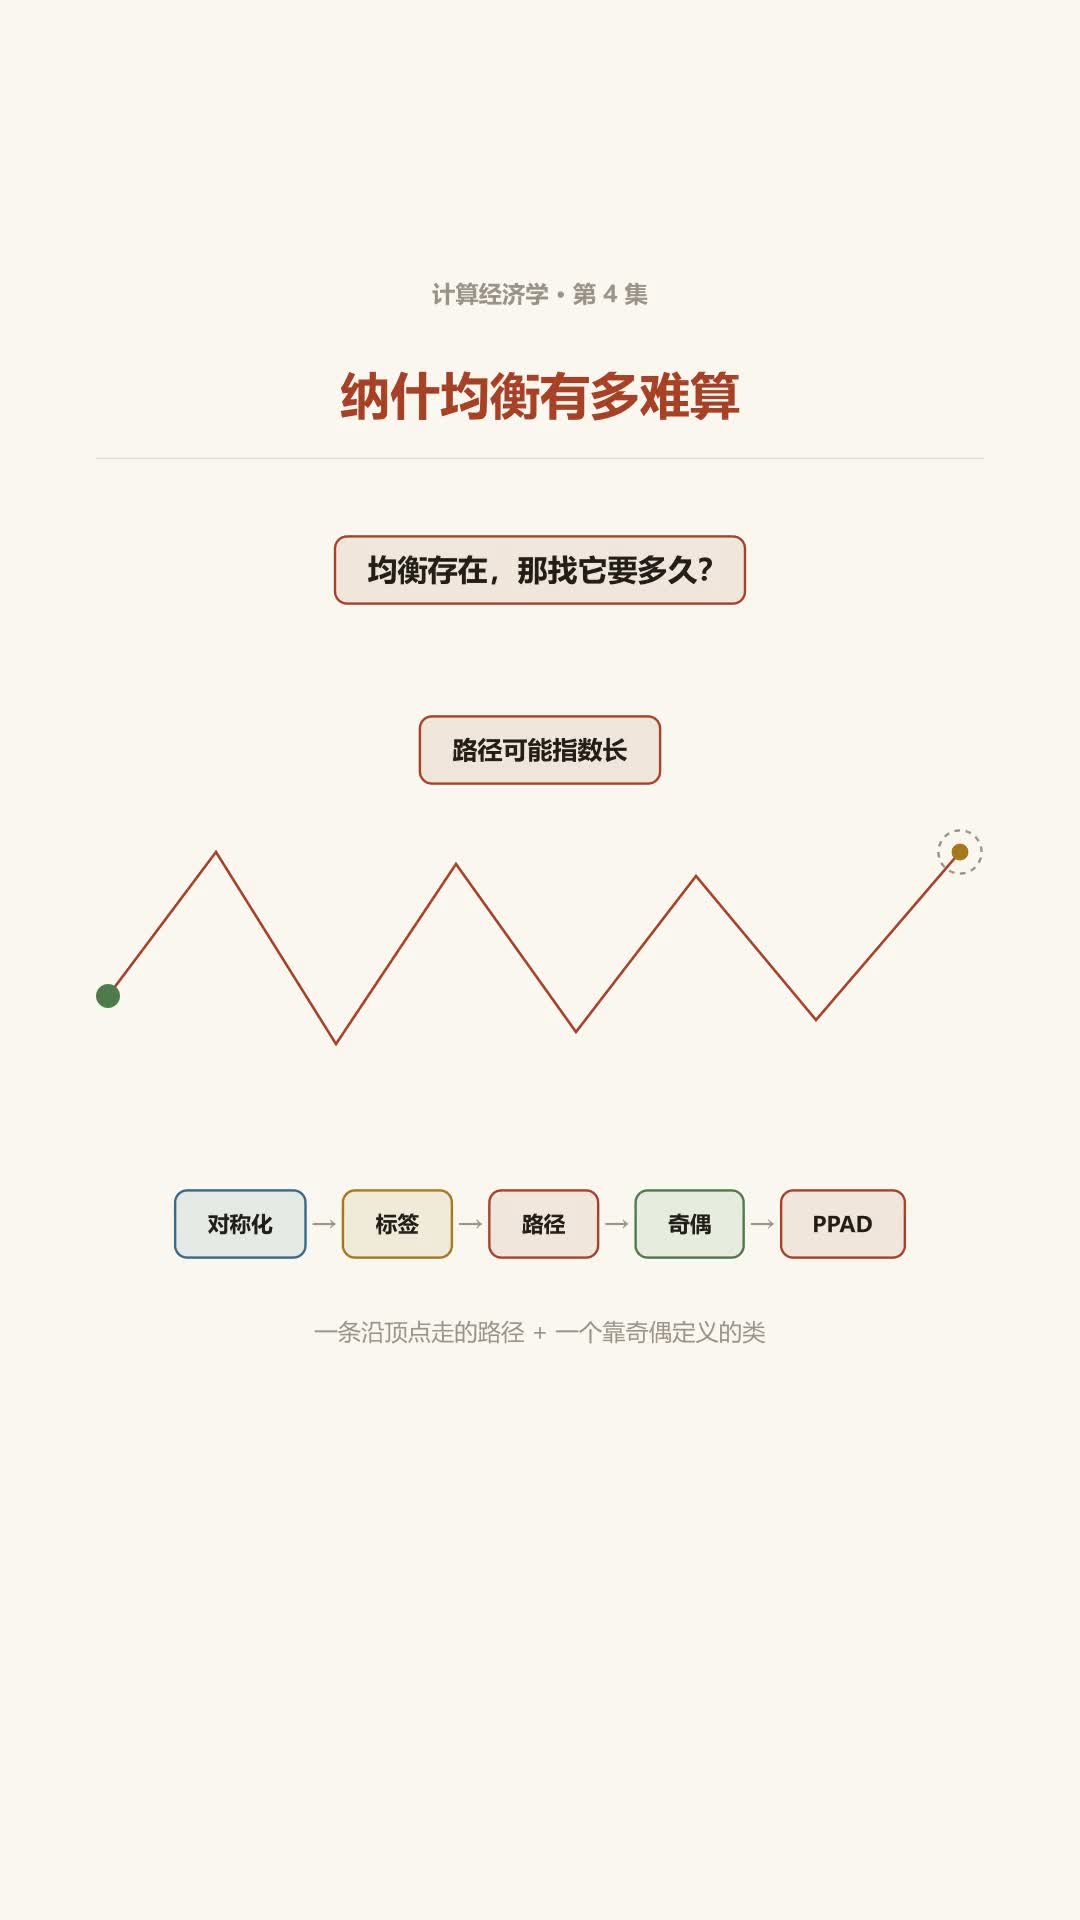 计算经济学 · 第 4 集
纳什均衡有多难算
均衡存在，那找它要多久？
路径可能指数长
对称化 → 标签 → 路径 → 奇偶 → PPAD
一条沿顶点走的路径 + 一个靠奇偶定义的类